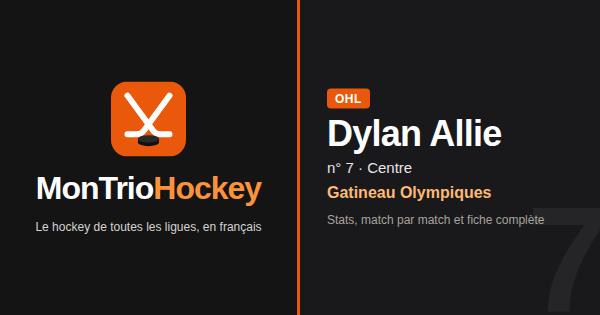 MonTrioHockey
Le hockey de toutes les ligues, en français
OHL
Dylan Allie
n° 7 · Centre
Gatineau Olympiques
Stats, match par match et fiche complète
7